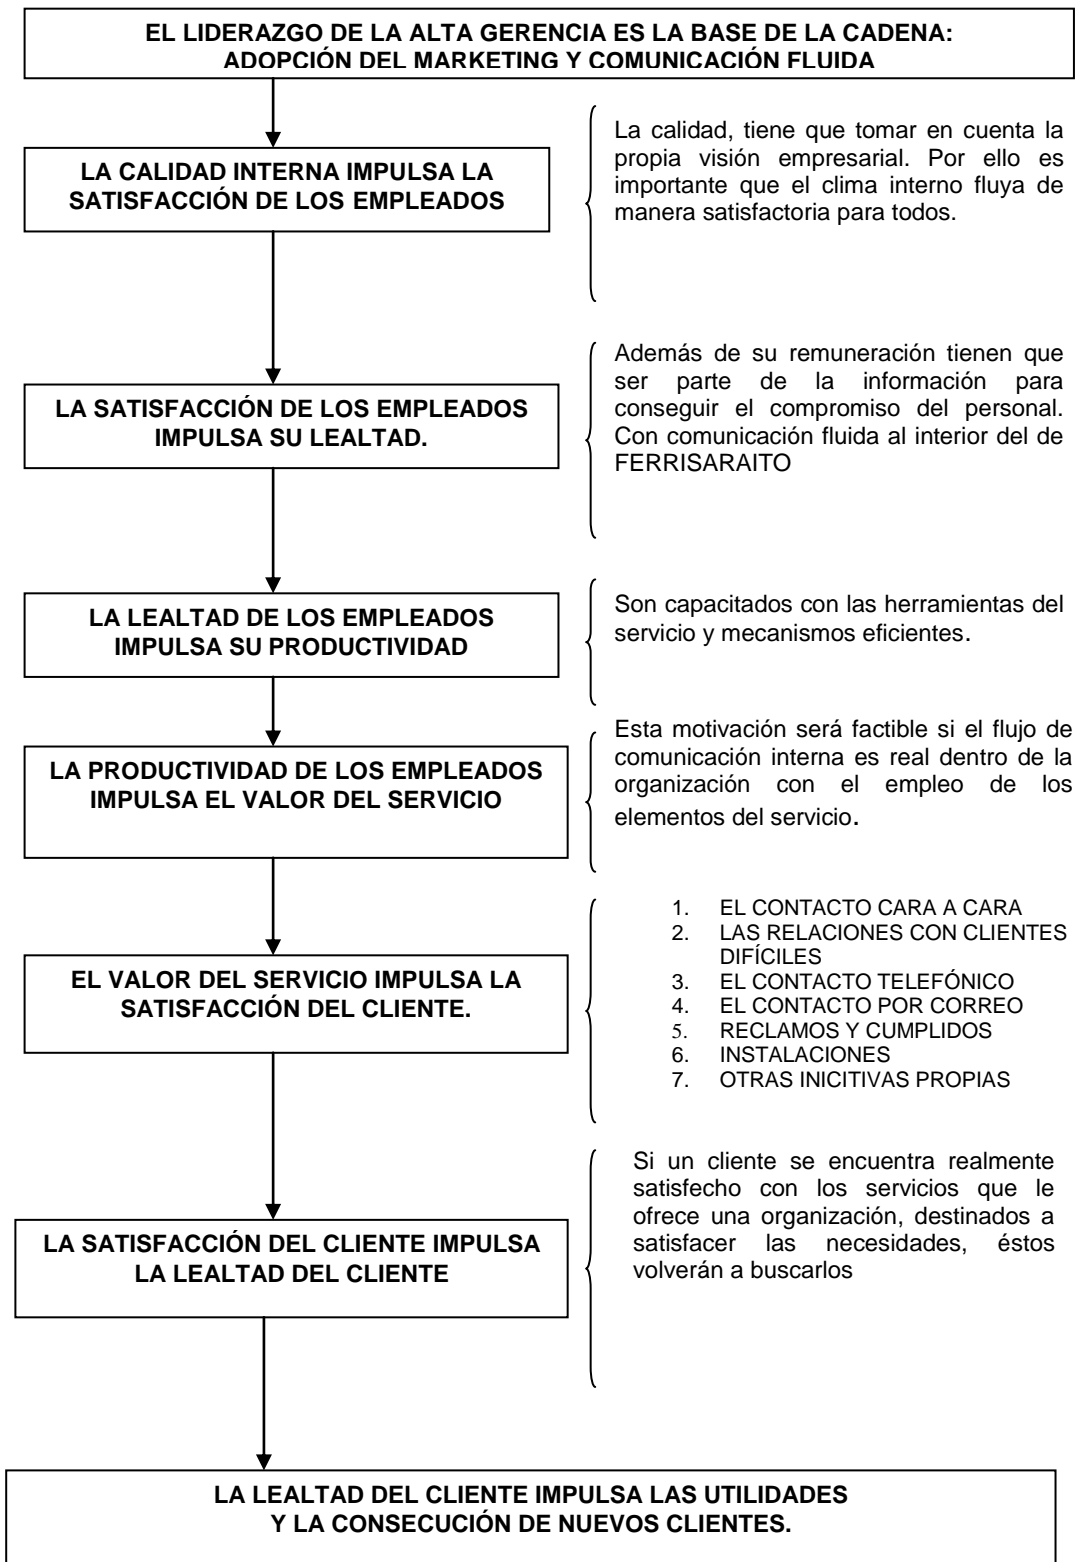 EL LIDERAZGO DE LA ALTA GERENCIA ES LA BASE DE LA CADENA:
ADOPCIÓN DEL MARKETING Y COMUNICACIÓN FLUIDA
LA CALIDAD INTERNA IMPULSA LA
SATISFACCIÓN DE LOS EMPLEADOS
La calidad, tiene que tomar en cuenta la
propia visión empresarial. Por ello es
importante que el clima interno fluya de
manera satisfactoria para todos.
LA SATISFACCIÓN DE LOS EMPLEADOS
IMPULSA SU LEALTAD.
Además de su remuneración tienen que
ser parte de la información para
conseguir el compromiso del personal.
Con comunicación fluida al interior del de
FERRISARAITO
LA LEALTAD DE LOS EMPLEADOS
IMPULSA SU PRODUCTIVIDAD
Son capacitados con las herramientas del
servicio y mecanismos eficientes.
LA PRODUCTIVIDAD DE LOS EMPLEADOS
IMPULSA EL VALOR DEL SERVICIO
Esta motivación será factible si el flujo de
comunicación interna es real dentro de la
organización con el empleo de los
elementos del servicio.
EL VALOR DEL SERVICIO IMPULSA LA
SATISFACCIÓN DEL CLIENTE.
1. EL CONTACTO CARA A CARA
2. LAS RELACIONES CON CLIENTES
DIFÍCILES
3. EL CONTACTO TELEFÓNICO
4. EL CONTACTO POR CORREO
5. RECLAMOS Y CUMPLIDOS
6. INSTALACIONES
7. OTRAS INICITIVAS PROPIAS
LA SATISFACCIÓN DEL CLIENTE IMPULSA
LA LEALTAD DEL CLIENTE
Si un cliente se encuentra realmente
satisfecho con los servicios que le
ofrece una organización, destinados a
satisfacer las necesidades, éstos
volverán a buscarlos
LA LEALTAD DEL CLIENTE IMPULSA LAS UTILIDADES
Y LA CONSECUCIÓN DE NUEVOS CLIENTES.